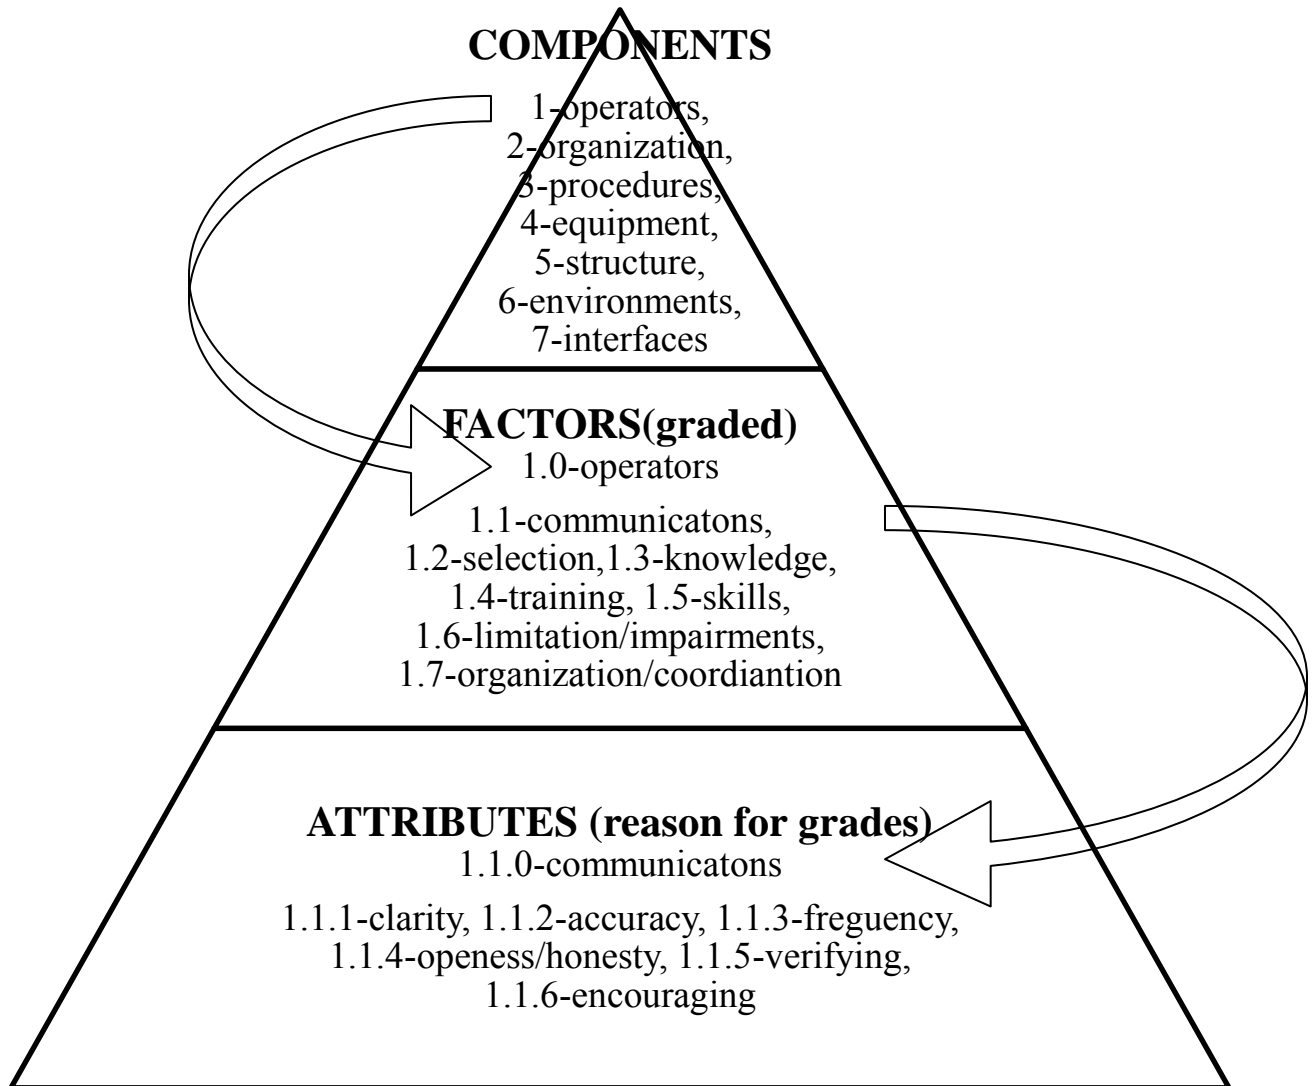 COMPONENTS
1-operators,
2-organization,
3-procedures,
4-equipment,
5-structure,
6-environments,
7-interfaces
FACTORS(graded)
1.0-operators
1.1-communicatons,
1.2-selection,1.3-knowledge,
1.4-training, 1.5-skills,
1.6-limitation/impairments,
1.7-organization/coordiantion
ATTRIBUTES (reason for grades)
1.1.0-communicatons
1.1.1-clarity, 1.1.2-accuracy, 1.1.3-freguency,
1.1.4-openess/honesty, 1.1.5-verifying,
1.1.6-encouraging